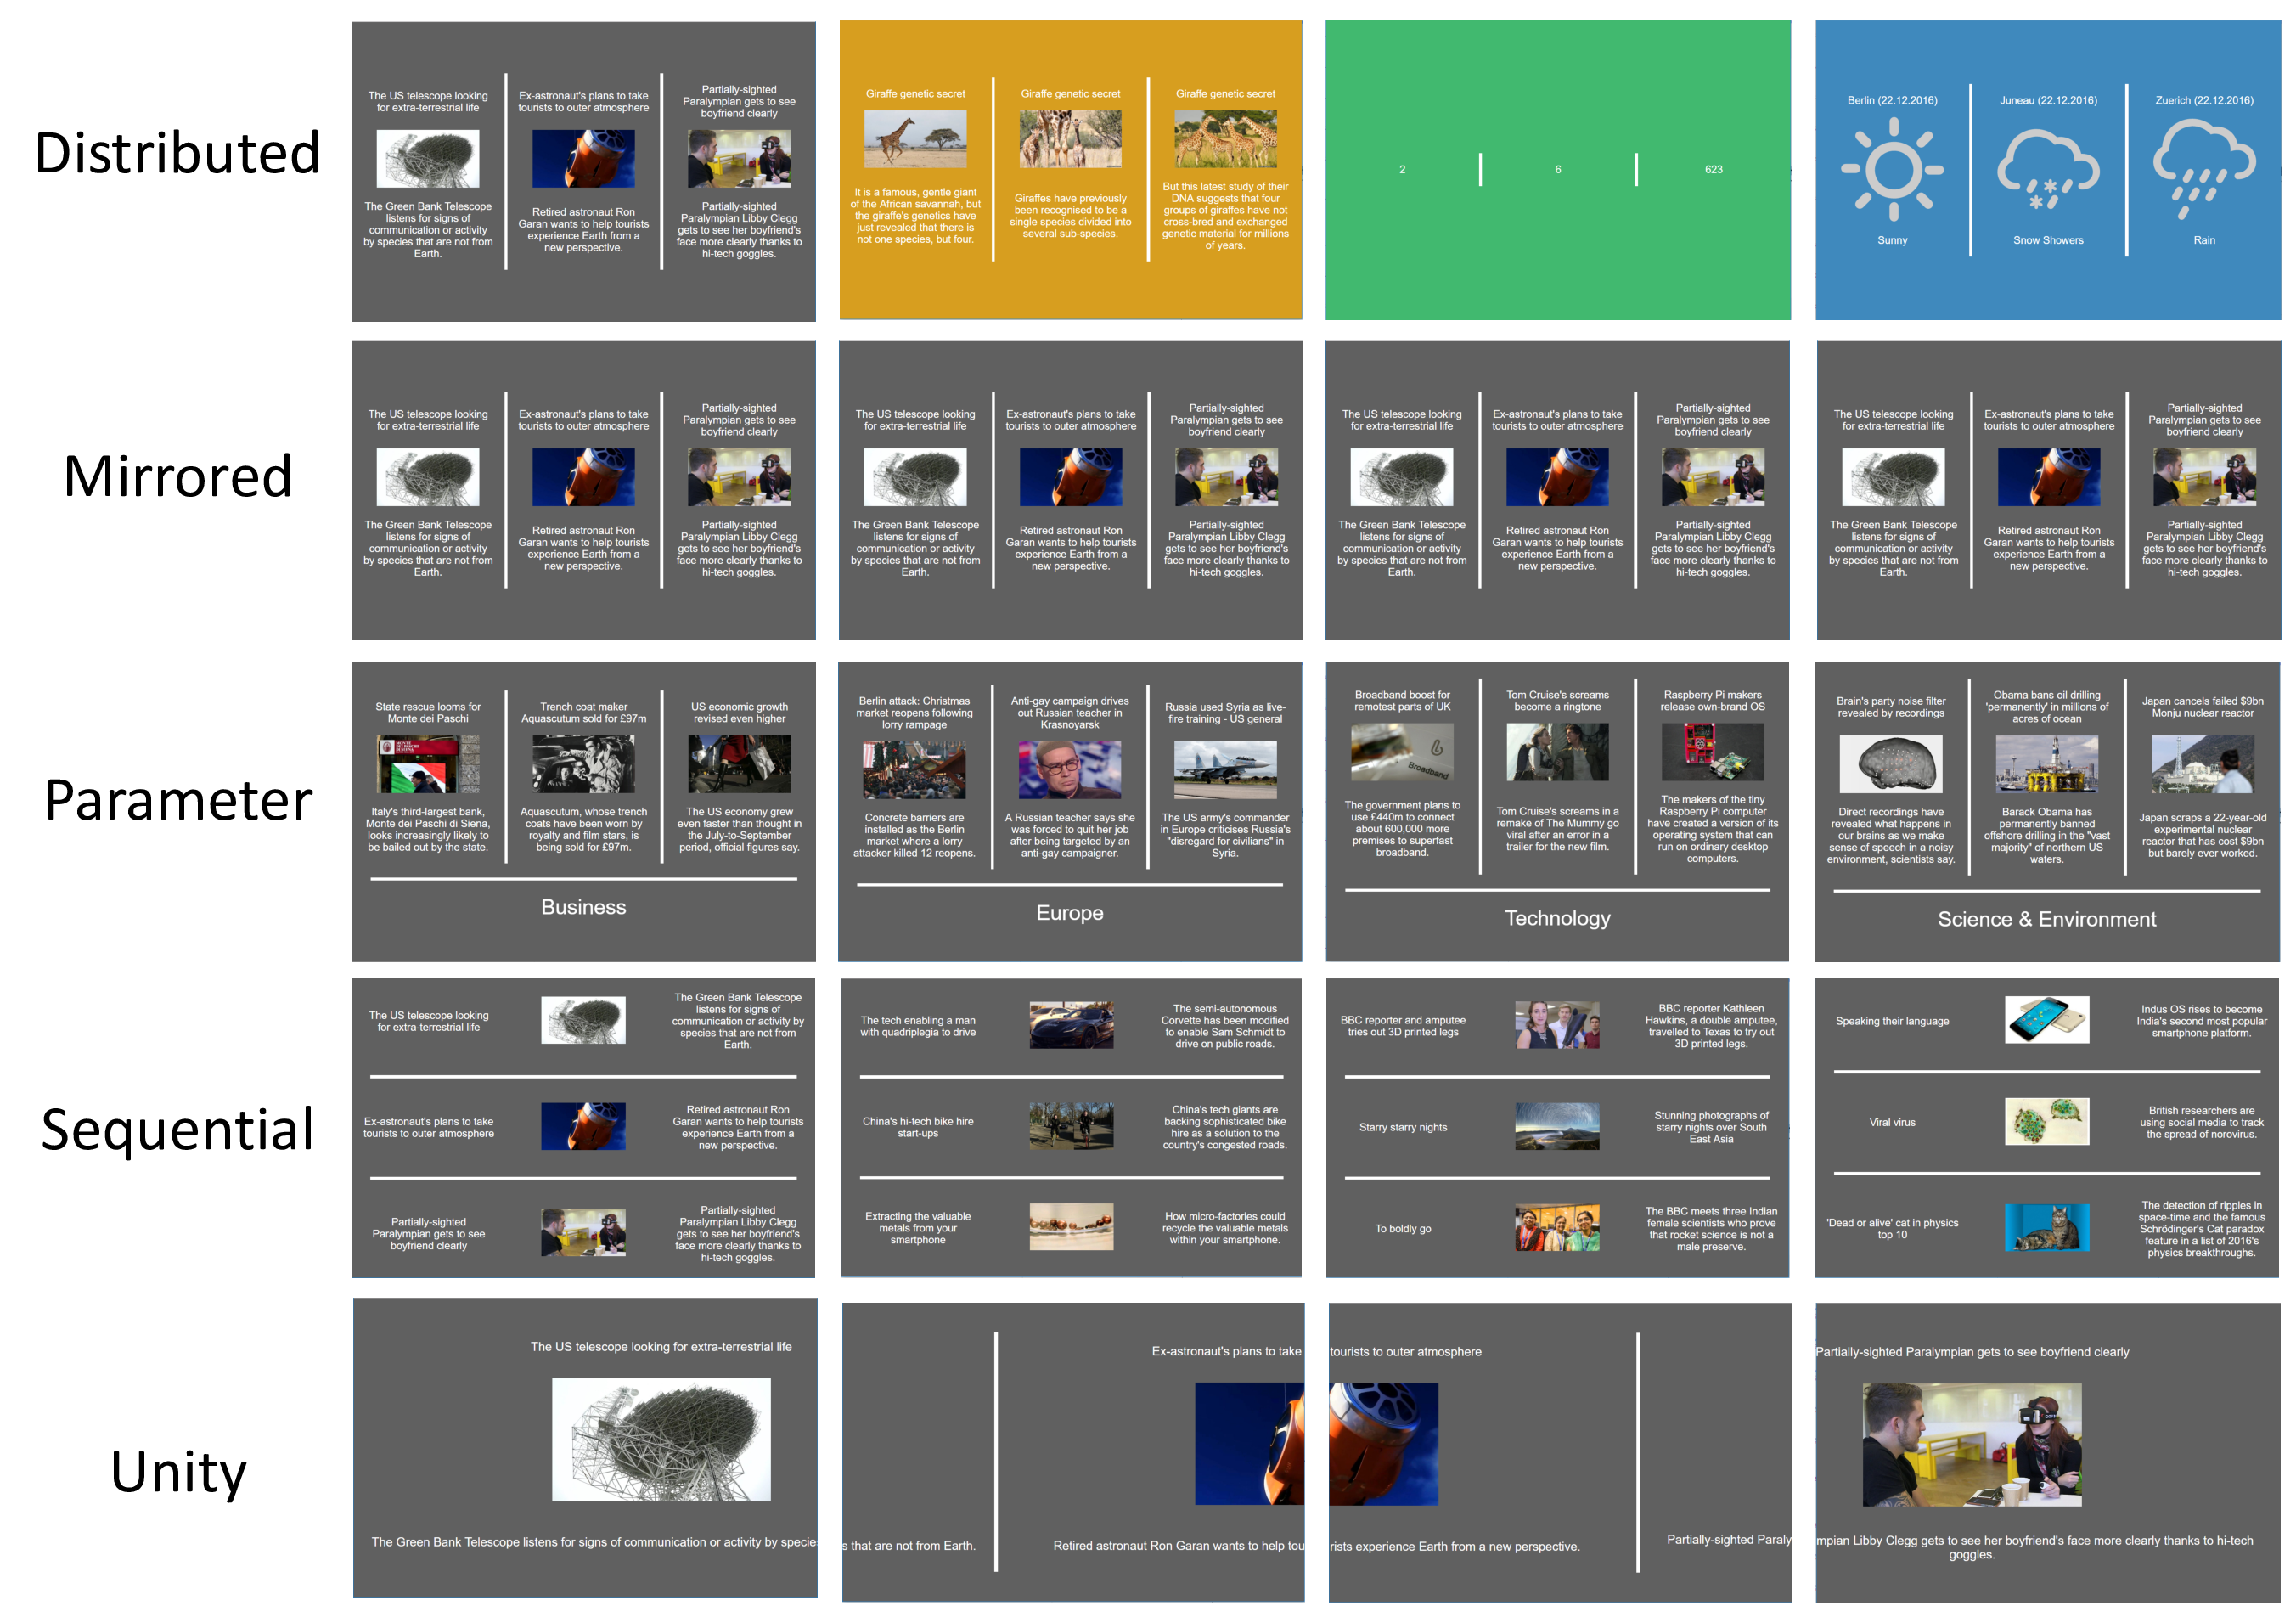 Distributed
The US telescope looking
for extra-terrestrial life
The Green Bank Telescope
listens for signs of
communication or activity
by species that are not from
Earth.
Ex-astronaut's plans to take
tourists to outer atmosphere
Retired astronaut Ron
Garan wants to help tourists
experience Earth from a
new perspective.
Partially-sighted
Paralympian gets to see
boyfriend clearly
Partially-sighted
Paralympian Libby Clegg
gets to see her boyfriend's
face more clearly thanks to
hi-tech goggles.
Giraffe genetic secret
It is a famous, gentle giant
of the African savannah, but
the giraffe's genetics have
just revealed that there is
not one species, but four.
Giraffe genetic secret
Giraffes have previously
been recognised to be a
single species divided into
several sub-species.
Giraffe genetic secret
But this latest study of their
DNA suggests that four
groups of giraffes have not
cross-bred and exchanged
genetic material for millions
of years.
2
6
623
Berlin (22.12.2016)
Sunny
Juneau (22.12.2016)
Snow Showers
Zuerich (22.12.2016)
Rain
Mirrored
The US telescope looking
for extra-terrestrial life
The Green Bank Telescope
listens for signs of
communication or activity
by species that are not from
Earth.
Ex-astronaut's plans to take
tourists to outer atmosphere
Retired astronaut Ron
Garan wants to help tourists
experience Earth from a
new perspective.
Partially-sighted
Paralympian gets to see
boyfriend clearly
Partially-sighted
Paralympian Libby Clegg
gets to see her boyfriend's
face more clearly thanks to
hi-tech goggles.
The US telescope looking
for extra-terrestrial life
The Green Bank Telescope
listens for signs of
communication or activity
by species that are not from
Earth.
Ex-astronaut's plans to take
tourists to outer atmosphere
Retired astronaut Ron
Garan wants to help tourists
experience Earth from a
new perspective.
Partially-sighted
Paralympian gets to see
boyfriend clearly
Partially-sighted
Paralympian Libby Clegg
gets to see her boyfriend's
face more clearly thanks to
hi-tech goggles.
The US telescope looking
for extra-terrestrial life
The Green Bank Telescope
listens for signs of
communication or activity
by species that are not from
Earth.
Ex-astronaut's plans to take
tourists to outer atmosphere
Retired astronaut Ron
Garan wants to help tourists
experience Earth from a
new perspective.
Partially-sighted
Paralympian gets to see
boyfriend clearly
Partially-sighted
Paralympian Libby Clegg
gets to see her boyfriend's
face more clearly thanks to
hi-tech goggles.
The US telescope looking
for extra-terrestrial life
The Green Bank Telescope
listens for signs of
communication or activity
by species that are not from
Earth.
Ex-astronaut's plans to take
tourists to outer atmosphere
Retired astronaut Ron
Garan wants to help tourists
experience Earth from a
new perspective.
Partially-sighted
Paralympian gets to see
boyfriend clearly
Partially-sighted
Paralympian Libby Clegg
gets to see her boyfriend's
face more clearly thanks to
hi-tech goggles.
Parameter
State rescue looms for
Monte dei Paschi
Italy's third-largest bank,
Monte dei Paschi di Siena,
looks increasingly likely to
be bailed out by the state.
Trench coat maker
Aquascutum sold for £97m
Aquascutum, whose trench
coats have been worn by
royalty and film stars, is
being sold for £97m.
US economic growth
revised even higher
The US economy grew
even faster than thought in
the July-to-September
period, official figures say.
Business
Berlin attack: Christmas
market reopens following
lorry rampage
Concrete barriers are
installed as the Berlin
market where a lorry
attacker killed 12 reopens.
Anti-gay campaign drives
out Russian teacher in
Krasnoyarsk
A Russian teacher says she
was forced to quit her job
after being targeted by an
anti-gay campaigner.
Russia used Syria as live-
fire training - US general
The US army's commander
in Europe criticises Russia's
"disregard for civilians" in
Syria.
Europe
Broadband boost for
remotest parts of UK
Broadband
The government plans to
use £440m to connect
about 600,000 more
premises to superfast
broadband.
Tom Cruise's screams
become a ringtone
Tom Cruise's screams in a
remake of The Mummy go
viral after an error in a
trailer for the new film.
Raspberry Pi makers
release own-brand OS
The makers of the tiny
Raspberry Pi computer
have created a version of its
operating system that can
run on ordinary desktop
computers.
Technology
Brain's party noise filter
revealed by recordings
Direct recordings have
revealed what happens in
our brains as we make
sense of speech in a noisy
environment, scientists say.
Obama bans oil drilling
'permanently' in millions of
acres of ocean
Barack Obama has
permanently banned
offshore drilling in the "vast
majority" of northern US
waters.
Japan cancels failed $9bn
Monju nuclear reactor
Japan scraps a 22-year-old
experimental nuclear
reactor that has cost $9bn
but barely ever worked.
Science & Environment
Sequential
The US telescope looking
for extra-terrestrial life
The Green Bank Telescope
listens for signs of
communication or activity by
species that are not from
Earth.
Ex-astronaut's plans to take
tourists to outer atmosphere
Retired astronaut Ron
Garan wants to help tourists
experience Earth from a
new perspective.
Partially-sighted
Paralympian gets to see
boyfriend clearly
Partially-sighted
Paralympian Libby Clegg
gets to see her boyfriend's
face more clearly thanks to
hi-tech goggles.
The tech enabling a man
with quadriplegia to drive
The semi-autonomous
Corvette has been modified
to enable Sam Schmidt to
drive on public roads.
China's hi-tech bike hire
start-ups
China's tech giants are
backing sophisticated bike
hire as a solution to the
country's congested roads.
Extracting the valuable
metals from your
smartphone
How micro-factories could
recycle the valuable metals
within your smartphone.
BBC reporter and amputee
tries out 3D printed legs
BBC reporter Kathleen
Hawkins, a double amputee,
travelled to Texas to try out
3D printed legs.
Starry starry nights
Stunning photographs of
starry nights over South
East Asia
To boldly go
The BBC meets three Indian
female scientists who prove
that rocket science is not a
male preserve.
Speaking their language
Indus OS rises to become
India's second most popular
smartphone platform.
Viral virus
British researchers are
using social media to track
the spread of norovirus.
'Dead or alive' cat in physics
top 10
The detection of ripples in
space-time and the famous
Schrödinger's Cat paradox
feature in a list of 2016's
physics breakthroughs.
Unity
The US telescope looking for extra-terrestrial life
The Green Bank Telescope listens for signs of communication or activity by specie
s that are not from Earth.
Ex-astronaut's plans to take
Retired astronaut Ron Garan wants to help tou
tourists to outer atmosphere
rists experience Earth from a new perspective.
Partially-sighted Paraly
Partially-sighted Paralympian gets to see boyfriend clearly
mpian Libby Clegg gets to see her boyfriend's face more clearly thanks to hi-tech
goggles.